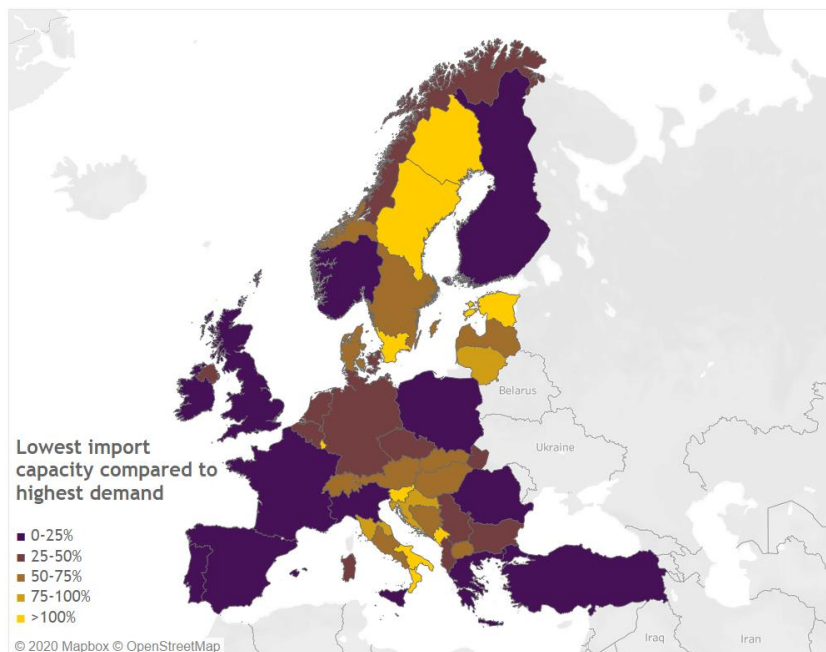 Belarus
Ukraine
Lowest import
capacity compared to
highest demand
0-25%
25-50%
50-75%
75-100%
>100%
Iraq
Iran
© 2020 Mapbox © OpenStreetMap